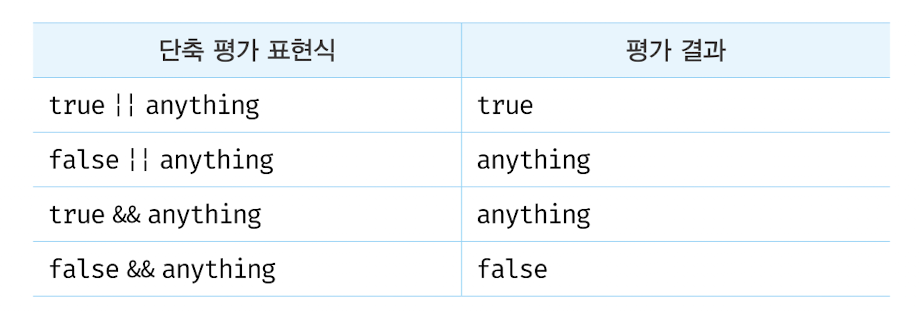 단축 평가 표현식 평가 결과
true || anything true
false || anything anything
true && anything anything
false && anything false